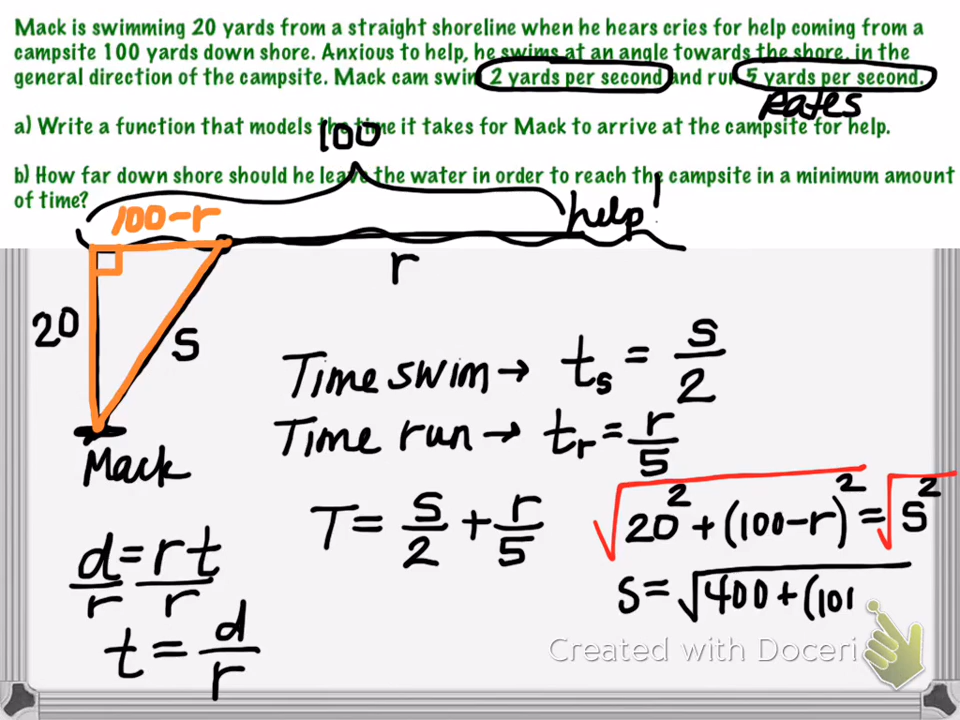 Mack is swimming 20 yards from a straight shoreline when he hears cries for help coming from a
campsite 100 yards down shore. Anxious to help, he swims at an angle towards the shore, in the
general direction of the campsite. Mack cam swim 2 yards per second and run 5 yards per second.
rates
a) Write a function that models the time it takes for Mack to arrive at the campsite for help.
100
b) How far down shore should he leave the water in order to reach the campsite in a minimum amount
of time?
100-r
help!
r
20
s
Time swim → t_s = s/2
Time run → t_r = r/5
Mack
T = s/2 + r/5
√(20² + (100-r)²) = √(s²)
d/r = rt/r
s = √(400 + (101
t = d/r
Created with Doceri